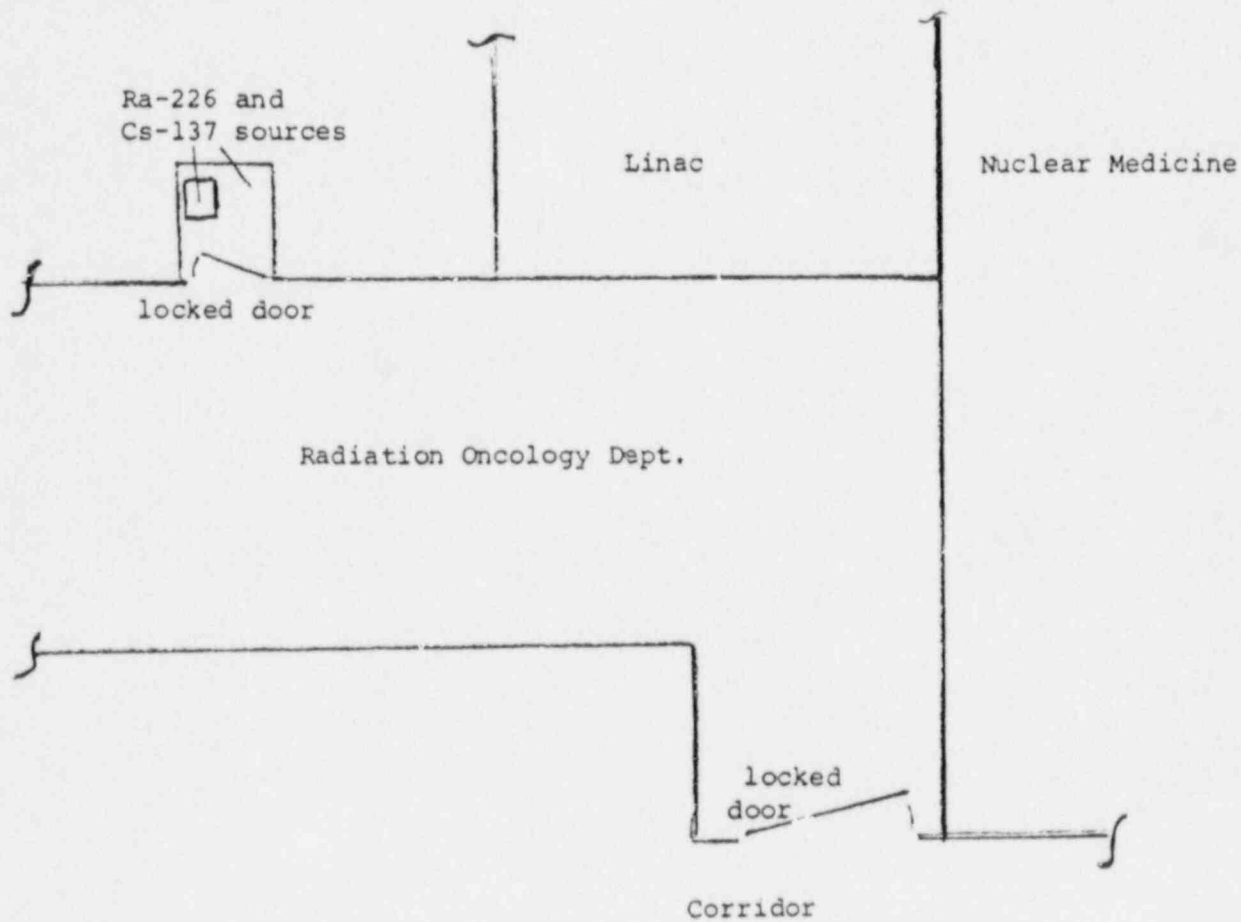 Ra-226 and
Cs-137 sources
Linac
Nuclear Medicine
locked door
Radiation Oncology Dept.
locked
door
Corridor